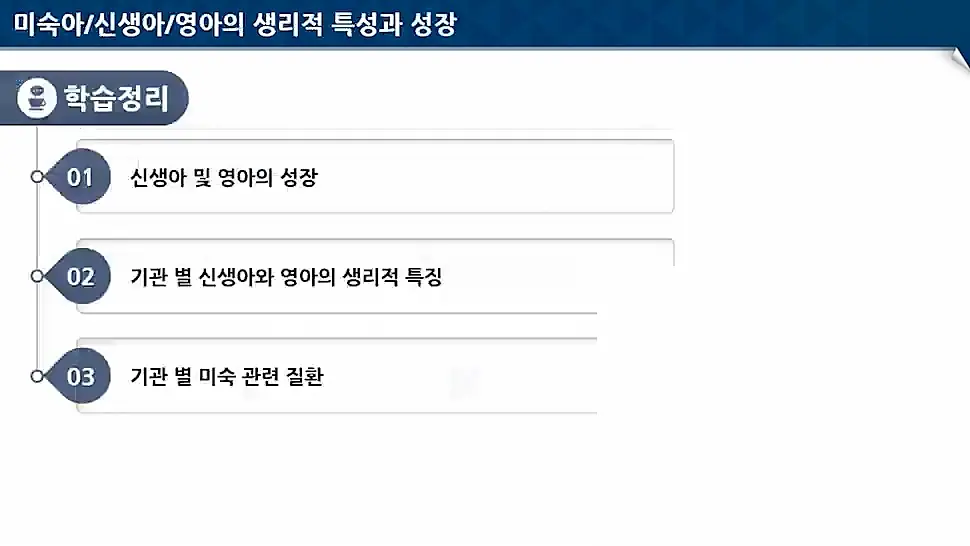 미숙아/신생아/영아의 생리적 특성과 성장
학습정리
01 신생아 및 영아의 성장
02 기관 별 신생아와 영아의 생리적 특징
03 기관 별 미숙 관련 질환